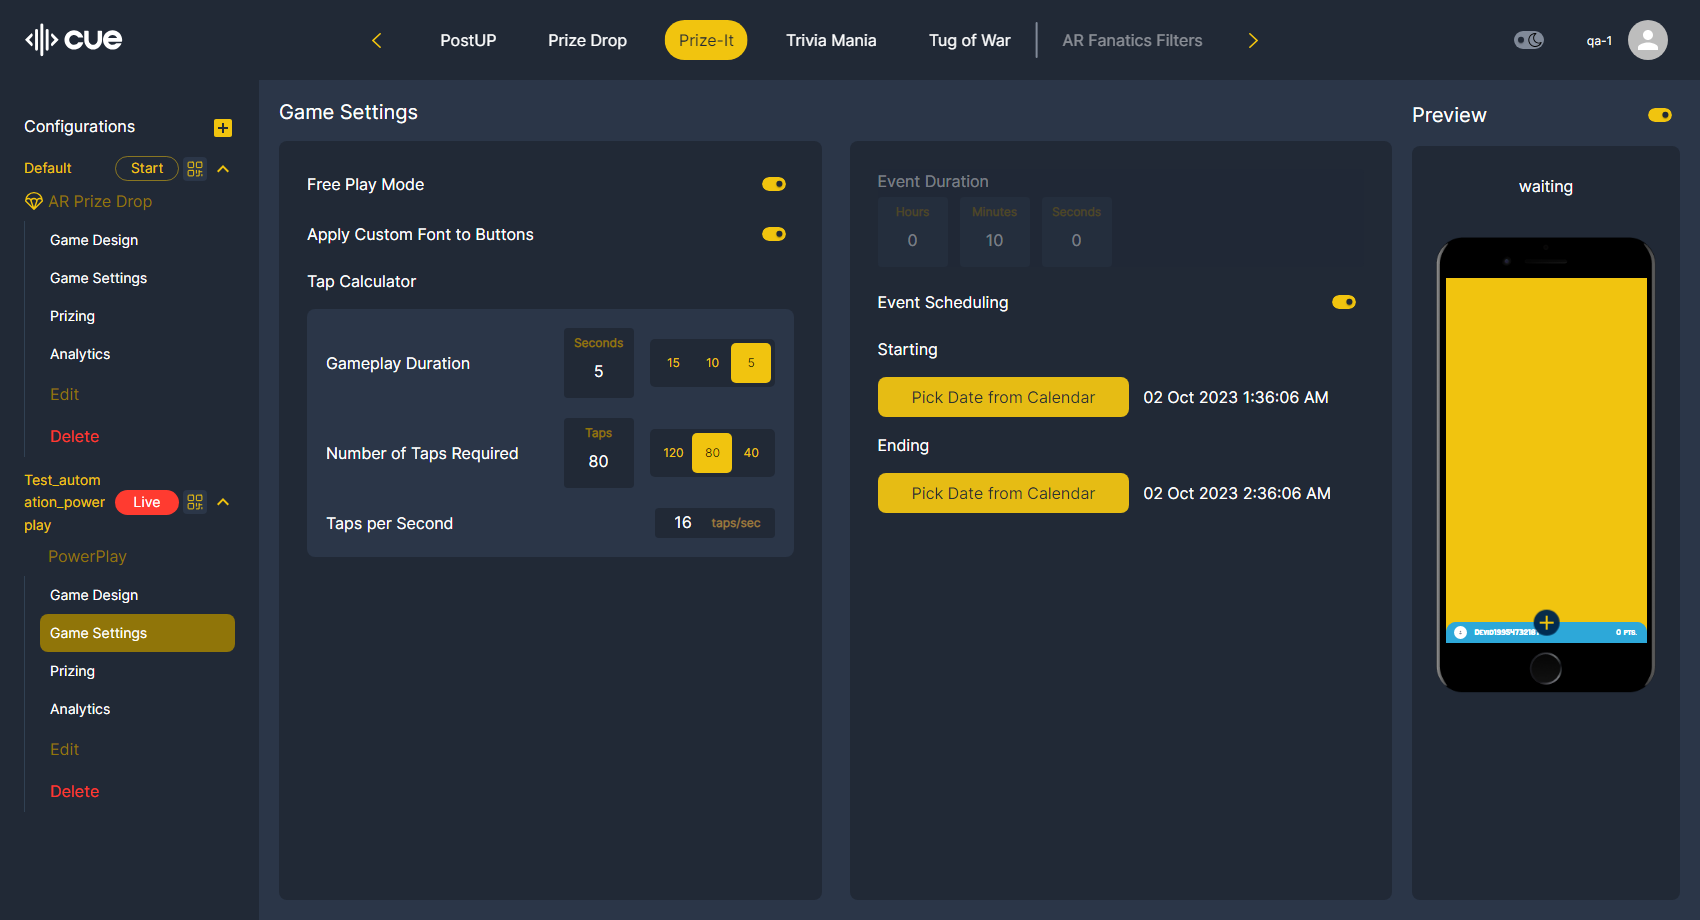 cue
PostUP
Prize Drop
Prize-It
Trivia Mania
Tug of War
AR Fanatics Filters
qa-1
Configurations
Default
Start
AR Prize Drop
Game Design
Game Settings
Prizing
Analytics
Edit
Delete
Test_autom
ation_power
play
Live
PowerPlay
Game Design
Game Settings
Prizing
Analytics
Edit
Delete
Game Settings
Free Play Mode
Apply Custom Font to Buttons
Tap Calculator
Gameplay Duration
Seconds
5
15 10 5
Number of Taps Required
Taps
80
120 80 40
Taps per Second
16 taps/sec
Event Duration
Hours
0
Minutes
10
Seconds
0
Event Scheduling
Starting
Pick Date from Calendar
02 Oct 2023 1:36:06 AM
Ending
Pick Date from Calendar
02 Oct 2023 2:36:06 AM
Preview
waiting
0 PTS.